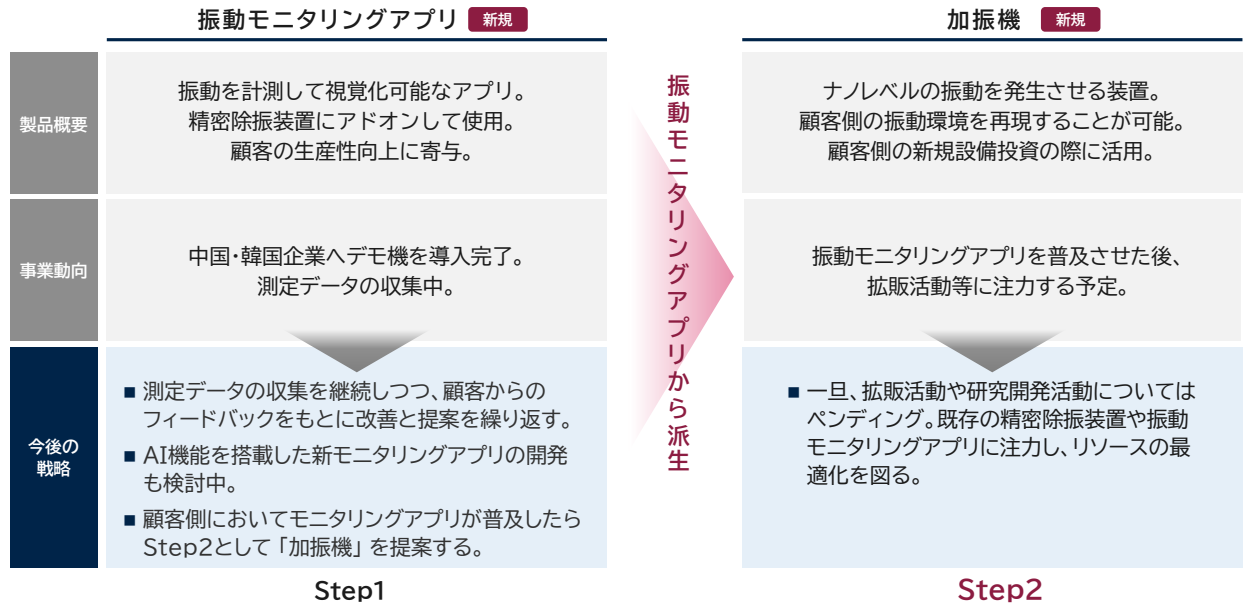 振動モニタリングアプリ 新規
加振機 新規
製品概要
振動を計測して視覚化可能なアプリ。
精密除振装置にアドオンして使用。
顧客の生産性向上に寄与。
ナノレベルの振動を発生させる装置。
顧客側の振動環境を再現することが可能。
顧客側の新規設備投資の際に活用。
振動モニタリングアプリから派生
事業動向
中国・韓国企業へデモ機を導入完了。
測定データの収集中。
振動モニタリングアプリを普及させた後、
拡販活動等に注力する予定。
今後の
戦略
■ 測定データの収集を継続しつつ、顧客からの
フィードバックをもとに改善と提案を繰り返す。
■ AI機能を搭載した新モニタリングアプリの開発
も検討中。
■ 顧客側においてモニタリングアプリが普及したら
Step2として「加振機」を提案する。
■ 一旦、拡販活動や研究開発活動については
ペンディング。既存の精密除振装置や振動
モニタリングアプリに注力し、リソースの最
適化を図る。
Step1
Step2